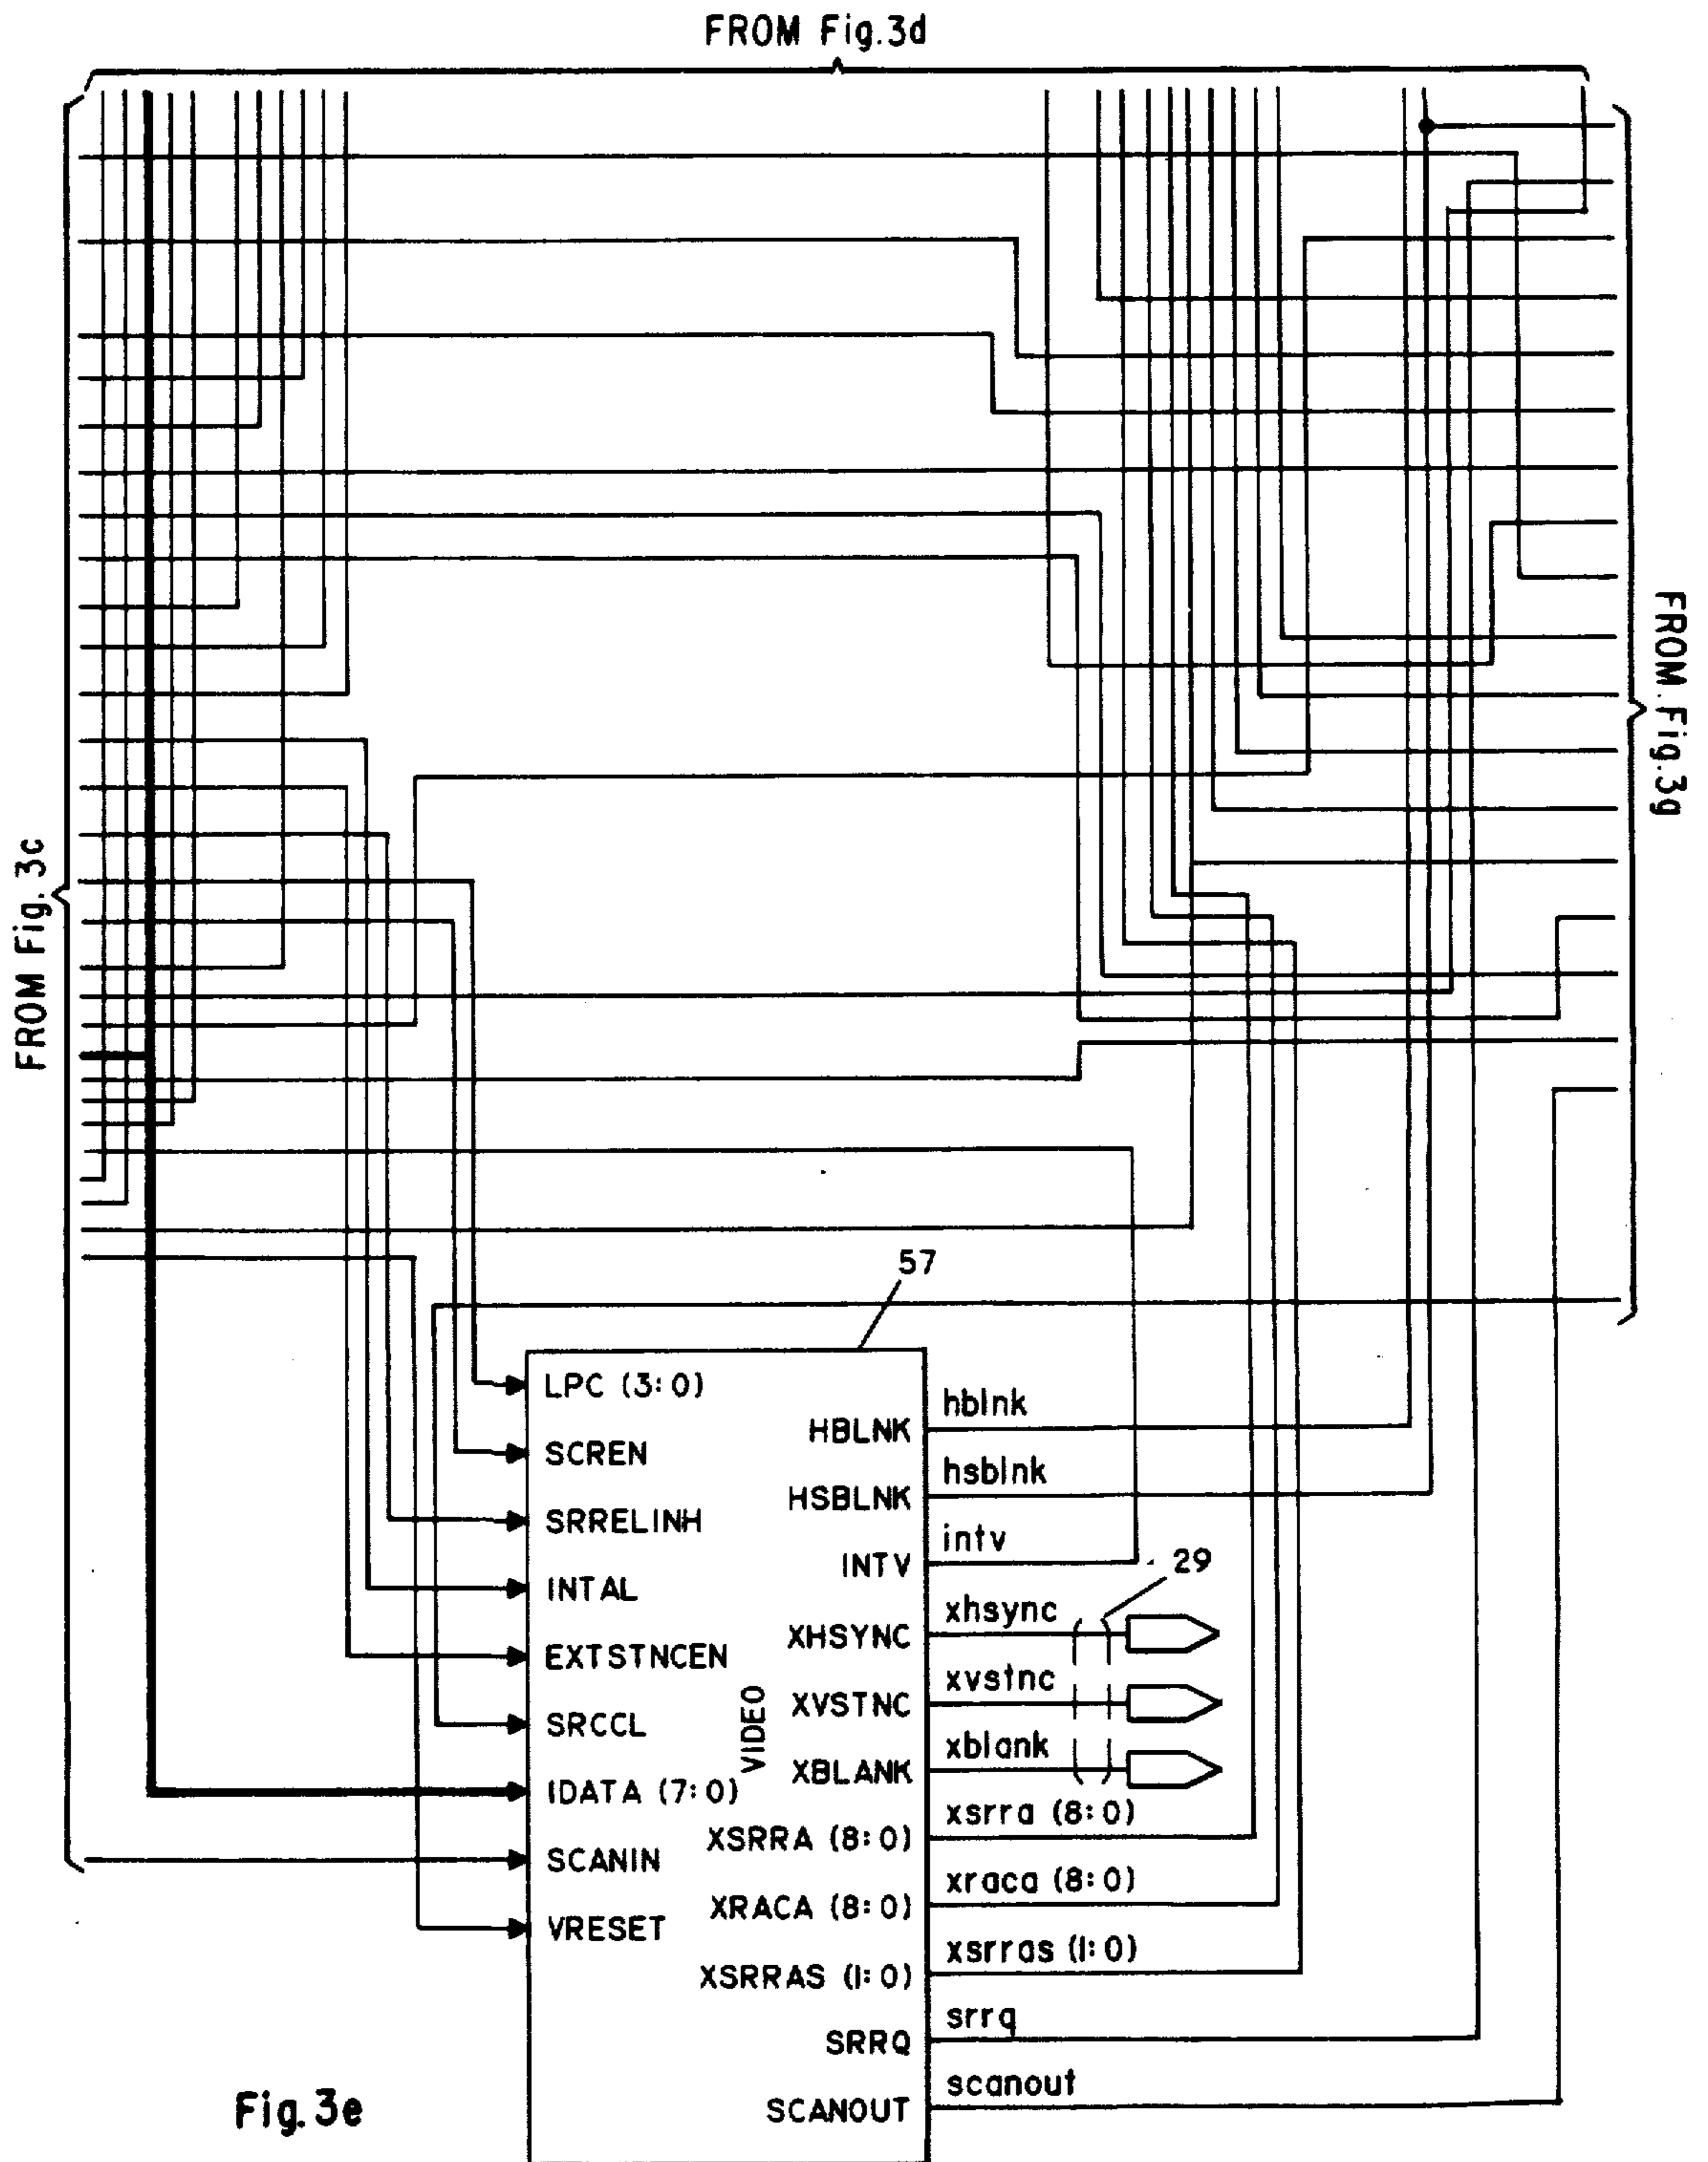 FROM Fig.3d
FROM Fig. 3c
FROM Fig.3g
57
LPC (3:0)
SCREN
SRRELINH
INTAL
EXTSTNCEN
SRCCL
IDATA (7:0)
SCANIN
VRESET
VIDEO
HBLNK
hblnk
HSBLNK
hsblnk
INTV
intv
29
XHSYNC
xhsync
XVSTNC
xvstnc
XBLANK
xblank
XSRRA (8:0)
xsrra (8:0)
XRACA (8:0)
xraca (8:0)
XSRRAS (1:0)
xsrras (1:0)
SRRQ
srrq
SCANOUT
scanout
Fig.3e